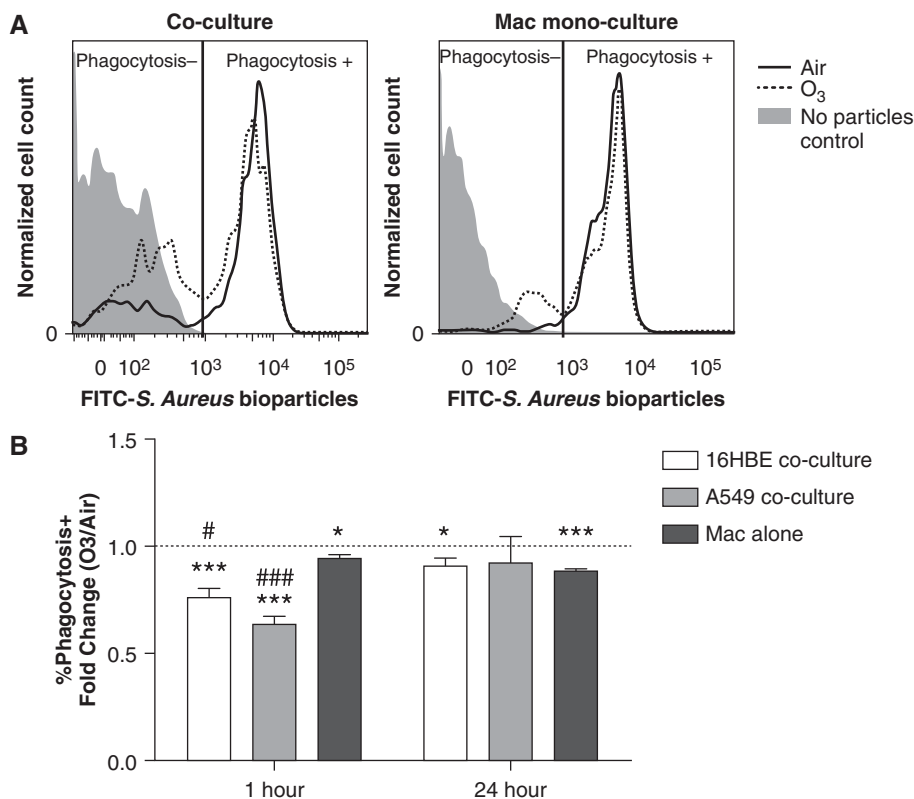 A
Co-culture
Mac mono-culture
Phagocytosis–
Phagocytosis +
Phagocytosis–
Phagocytosis +
Air
O3
No particles
control
Normalized cell count
Normalized cell count
0
0
0 10² 10³ 10⁴ 10⁵
0 10² 10³ 10⁴ 10⁵
FITC-S. Aureus bioparticles
FITC-S. Aureus bioparticles
B
%Phagocytosis+
Fold Change (O3/Air)
1.5
1.0
0.5
0.0
#
***
###
***
*
*
***
1 hour
24 hour
16HBE co-culture
A549 co-culture
Mac alone